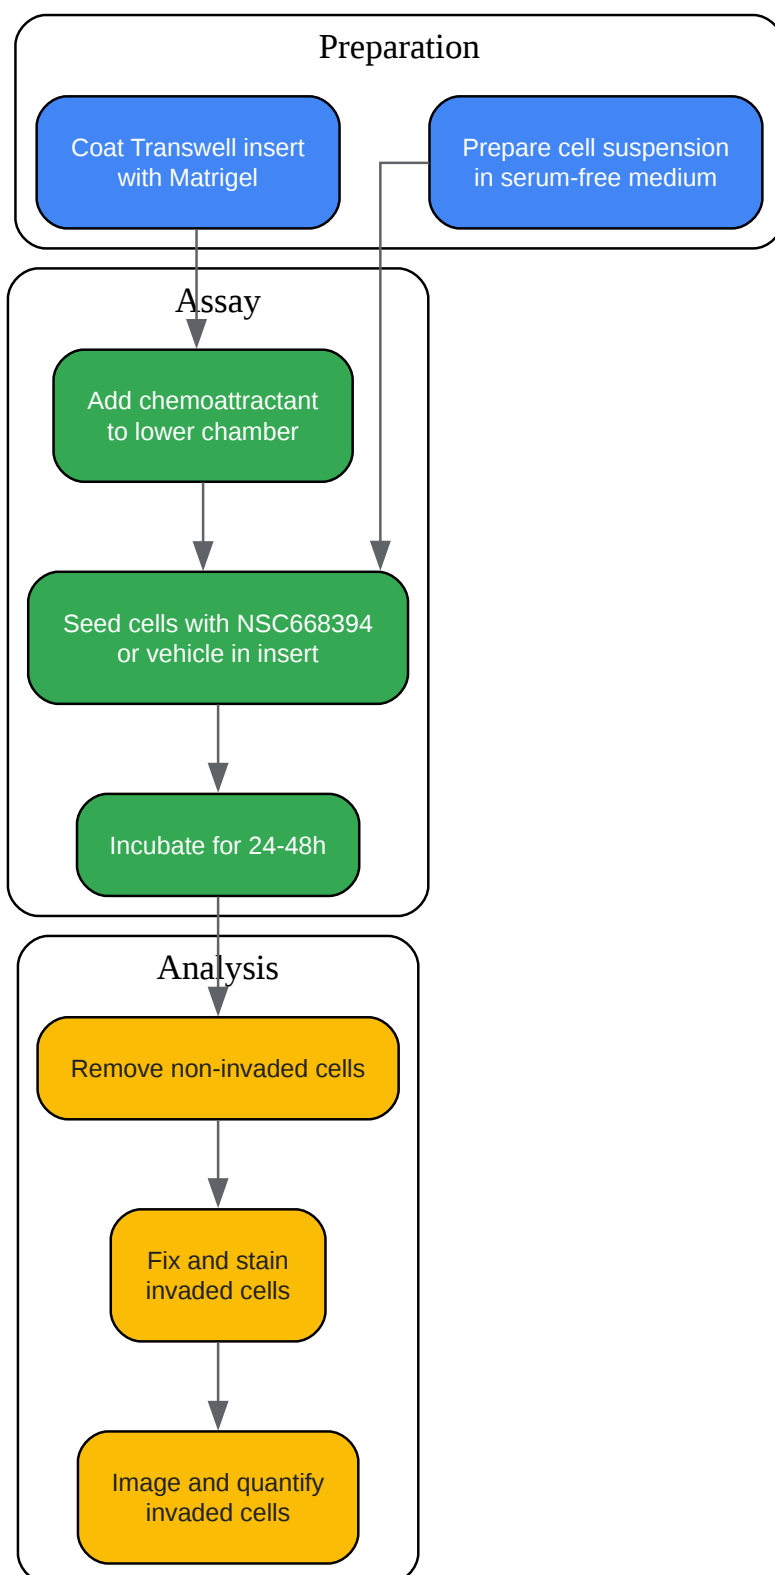 Preparation
Coat Transwell insert
with Matrigel
Prepare cell suspension
in serum-free medium
Assay
Add chemoattractant
to lower chamber
Seed cells with NSC668394
or vehicle in insert
Incubate for 24-48h
Analysis
Remove non-invaded cells
Fix and stain
invaded cells
Image and quantify
invaded cells